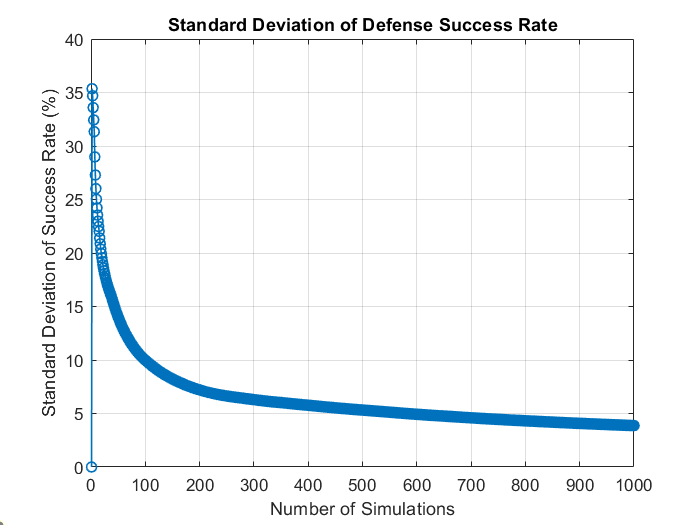 Standard Deviation of Defense Success Rate
Standard Deviation of Success Rate (%)
40
35
30
25
20
15
10
5
0
0 100 200 300 400 500 600 700 800 900 1000
Number of Simulations